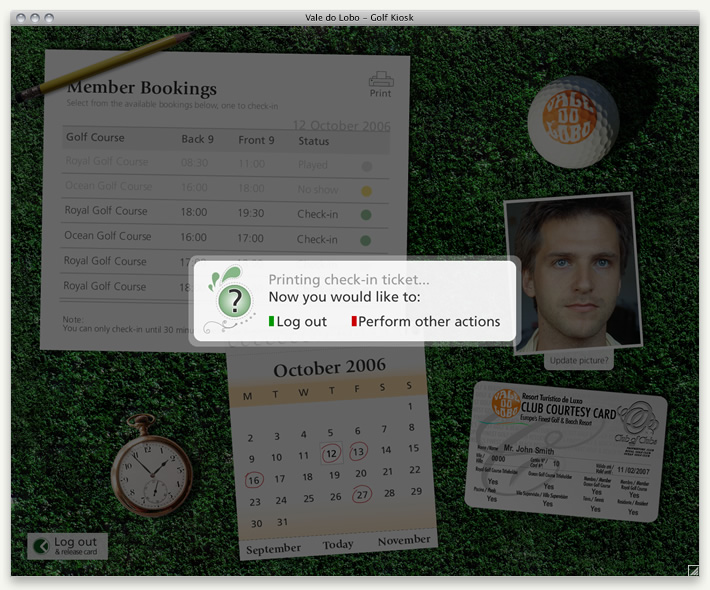 Vale do Lobo – Golf Kiosk
Member Bookings
Select from the available bookings below, one to check-in
Print
12 October 2006
Golf Course Back 9 Front 9 Status
Royal Golf Course 08:30 11:00 Played
Ocean Golf Course 16:00 18:00 No show
Royal Golf Course 18:00 19:30 Check-in
Ocean Golf Course 16:00 17:00 Check-in
Royal Golf Course
Royal Golf Course
Note:
You can only check-in until 30
VALE
DO
LOBO
Update picture?
?
Printing check-in ticket...
Now you would like to:
Log out Perform other actions
October 2006
M T W T F S S
1
2 3 4 5 6 7 8
9 10 11 12 13 14 15
16 17 18 19 20 21 22
23 24 25 26 27 28 29
30 31
September Today November
VALE
DO
LOBO
Resort Turístico de Luxo
CLUB COURTESY CARD
Europe's Finest Golf & Beach Resort
Club of Clubs
Mr. John Smith
0000
10
11/02/2007
Yes Yes Yes Yes
Yes Yes Yes
Log out
& release card